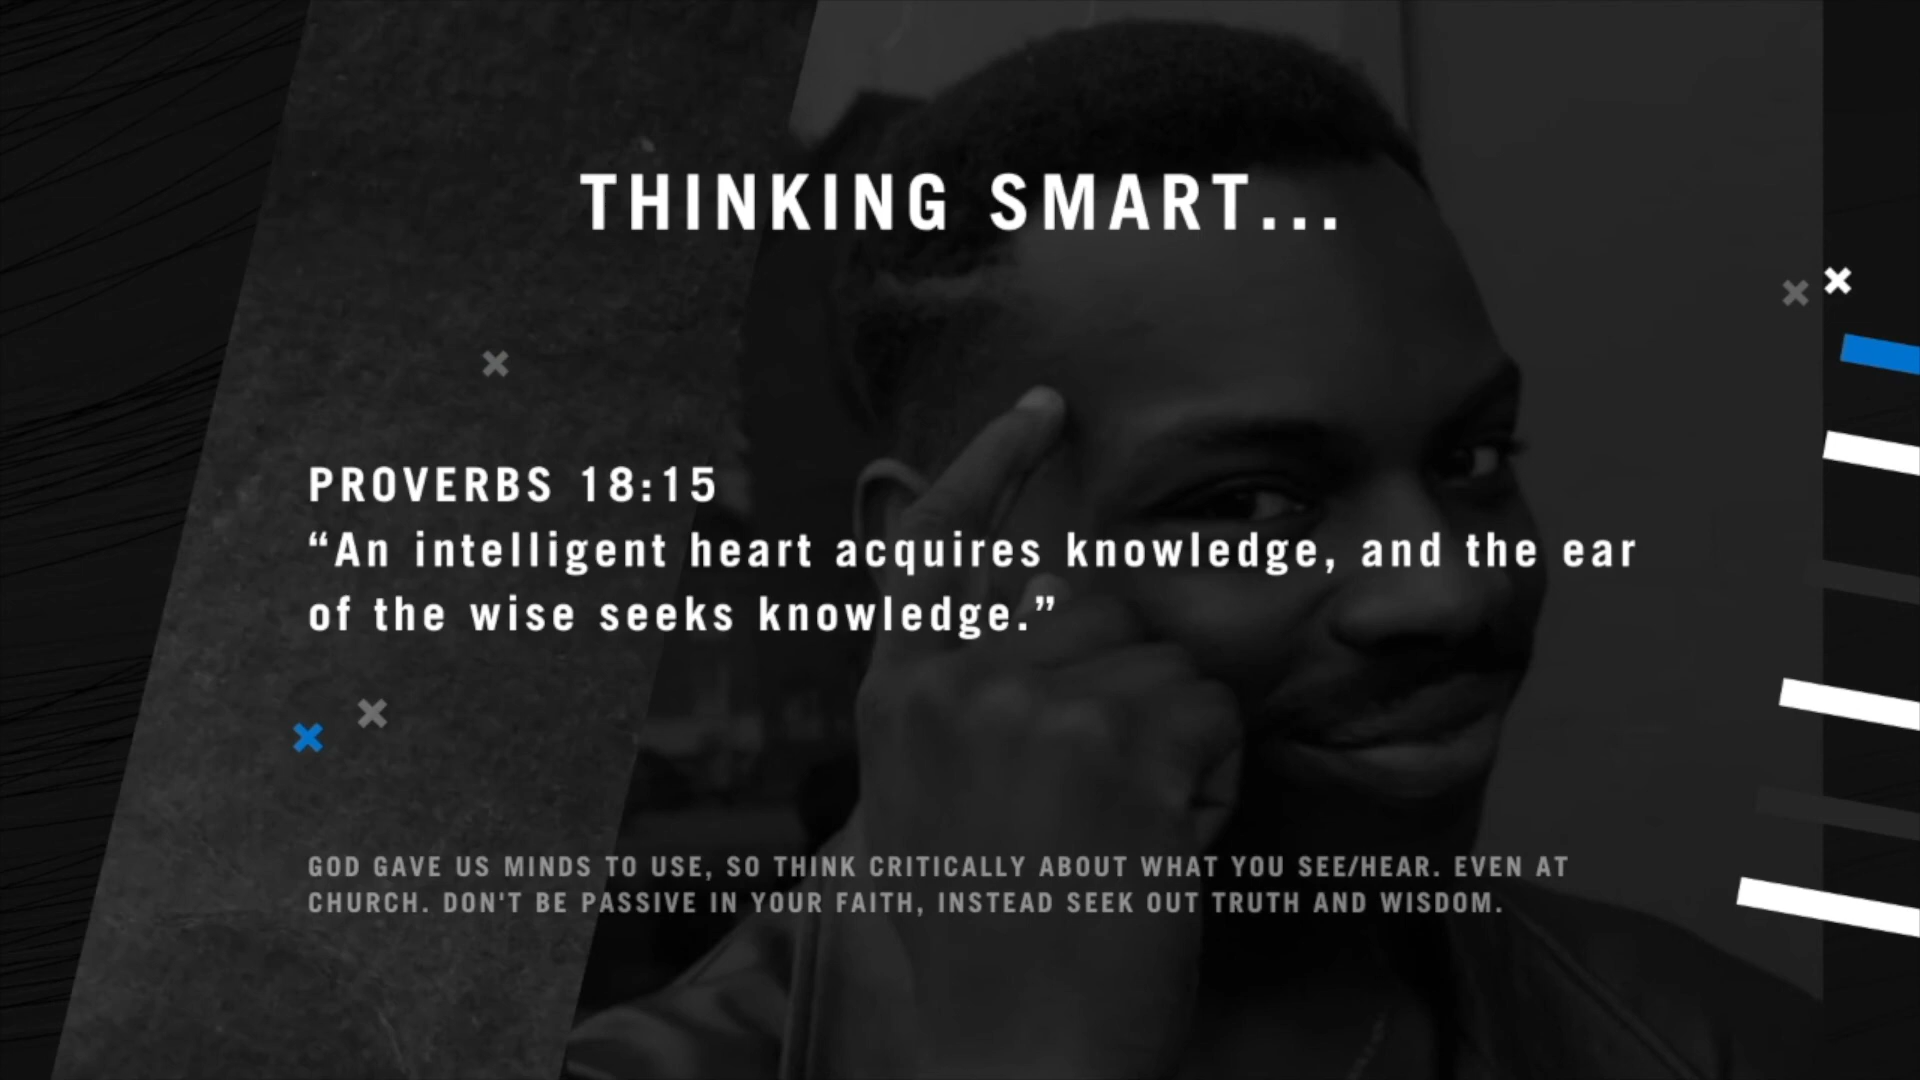 THINKING SMART...
PROVERBS 18:15
“An intelligent heart acquires knowledge, and the ear
of the wise seeks knowledge.”
GOD GAVE US MINDS TO USE, SO THINK CRITICALLY ABOUT WHAT YOU SEE/HEAR. EVEN AT
CHURCH. DON'T BE PASSIVE IN YOUR FAITH, INSTEAD SEEK OUT TRUTH AND WISDOM.